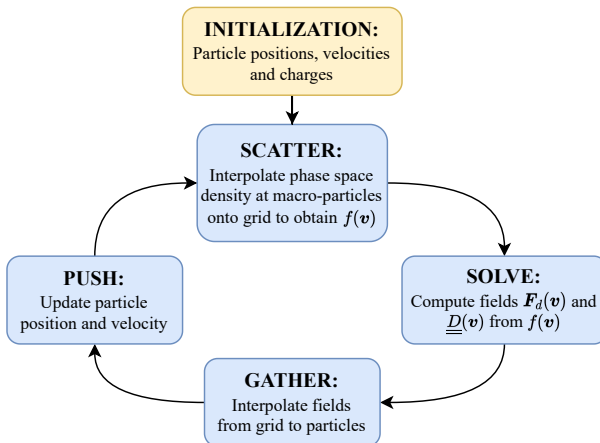 INITIALIZATION:
Particle positions, velocities
and charges
SCATTER:
Interpolate phase space
density at macro-particles
onto grid to obtain f(v)
SOLVE:
Compute fields F_d(v) and
D(v) from f(v)
GATHER:
Interpolate fields
from grid to particles
PUSH:
Update particle
position and velocity